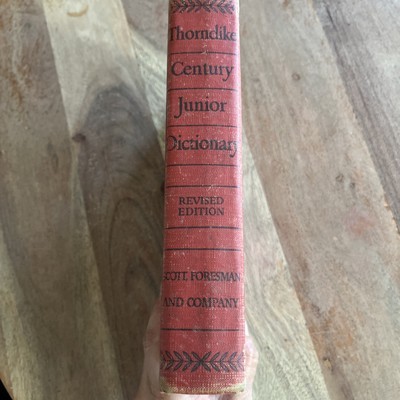 Thorndike
Century
Junior
Dictionary
REVISED
EDITION
SCOTT, FORESMAN
AND COMPANY